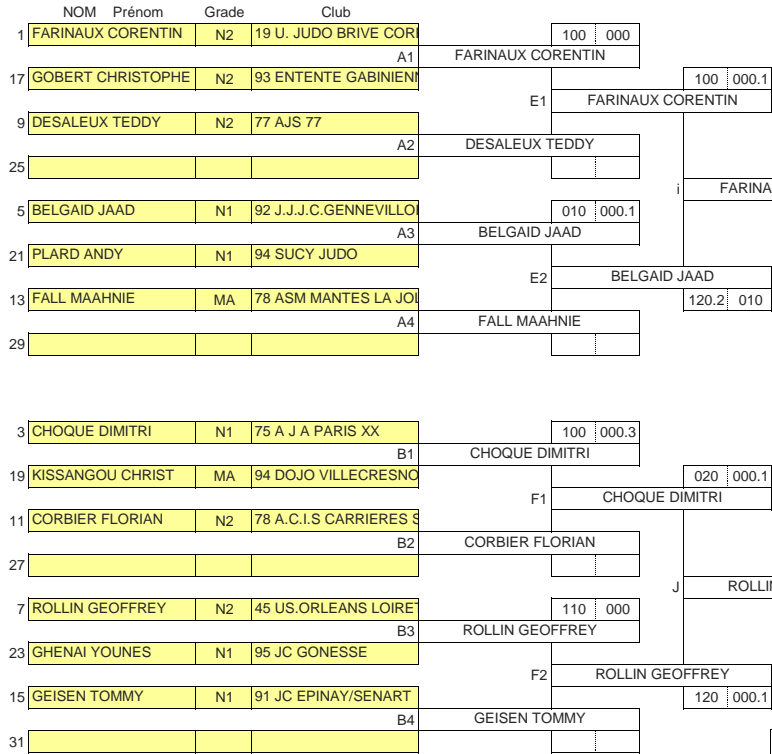 NOM Prénom Grade Club
1 FARINAUX CORENTIN N2 19 U. JUDO BRIVE CORI 100 000
A1 FARINAUX CORENTIN
17 GOBERT CHRISTOPHE N2 93 ENTENTE GABINIENN 100 000.1
E1 FARINAUX CORENTIN
9 DESALEUX TEDDY N2 77 AJS 77
A2 DESALEUX TEDDY
25
i FARINA
5 BELGAID JAAD N1 92 J.J.J.C.GENNEVILLOI 010 000.1
A3 BELGAID JAAD
21 PLARD ANDY N1 94 SUCY JUDO
E2 BELGAID JAAD
13 FALL MAAHNIE MA 78 ASM MANTES LA JOL 120.2 010
A4 FALL MAAHNIE
29
3 CHOQUE DIMITRI N1 75 A J A PARIS XX 100 000.3
B1 CHOQUE DIMITRI
19 KISSANGOU CHRIST MA 94 DOJO VILLECRESNO 020 000.1
F1 CHOQUE DIMITRI
11 CORBIER FLORIAN N2 78 A.C.I.S CARRIERES S
B2 CORBIER FLORIAN
27
J ROLLIN
7 ROLLIN GEOFFREY N2 45 US.ORLEANS LOIRET 110 000
B3 ROLLIN GEOFFREY
23 GHENAI YOUNES N1 95 JC GONESSE
F2 ROLLIN GEOFFREY
15 GEISEN TOMMY N1 91 JC EPINAY/SENART 120 000.1
B4 GEISEN TOMMY
31